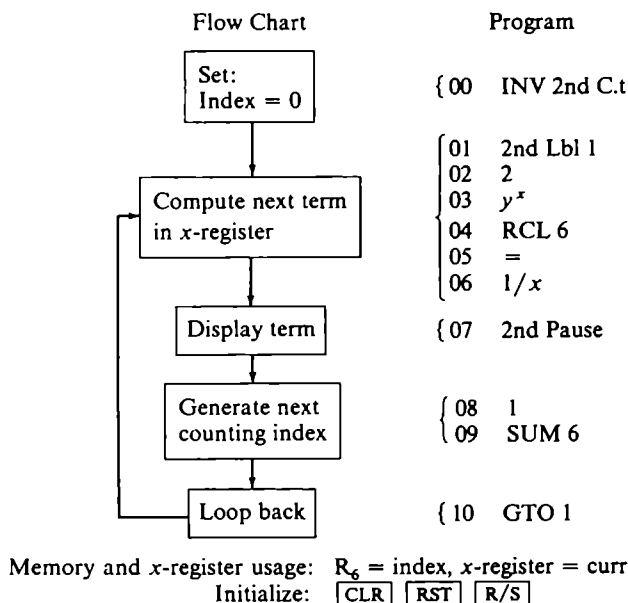 Flow Chart Program
Set:
Index = 0
{ 00 INV 2nd C.t
01 2nd Lbl 1
02 2
03 yˣ
04 RCL 6
05 =
06 1/x
Compute next term
in x-register
Display term
{ 07 2nd Pause
Generate next
counting index
08 1
09 SUM 6
Loop back
{ 10 GTO 1
Memory and x-register usage: R₆ = index, x-register = curr
Initialize: CLR RST R/S